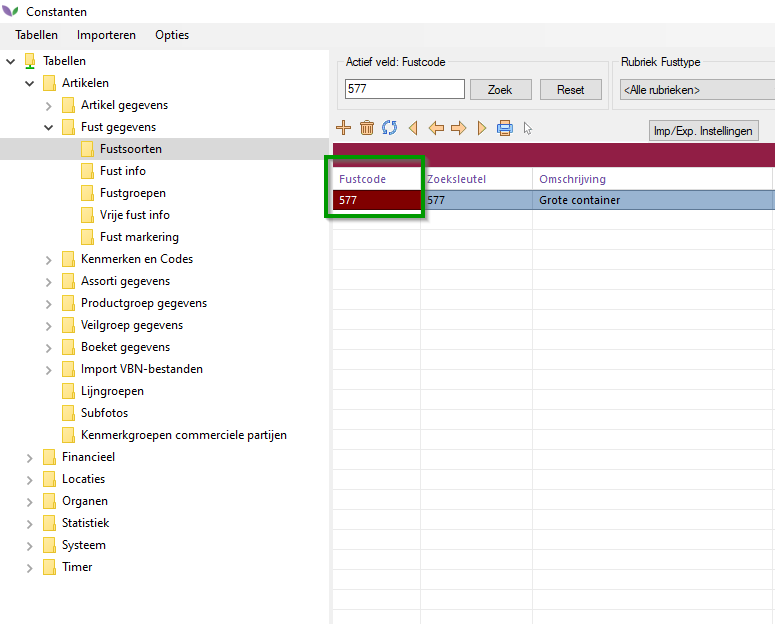 Constanten
Tabellen Importeren Opties
Tabellen
Artikelen
Artikel gegevens
Fust gegevens
Fustsoorten
Fust info
Fustgroepen
Vrije fust info
Fust markering
Kenmerken en Codes
Assorti gegevens
Productgroep gegevens
Veilgroep gegevens
Boeket gegevens
Import VBN-bestanden
Lijngroepen
Subfotos
Kenmerkgroepen commerciele partijen
Financieel
Locaties
Organen
Statistiek
Systeem
Timer
Actief veld: Fustcode
577 Zoek Reset
Rubriek Fusttype
<Alle rubrieken>
Imp/Exp. Instellingen
Fustcode Zoeksleutel Omschrijving
577 577 Grote container